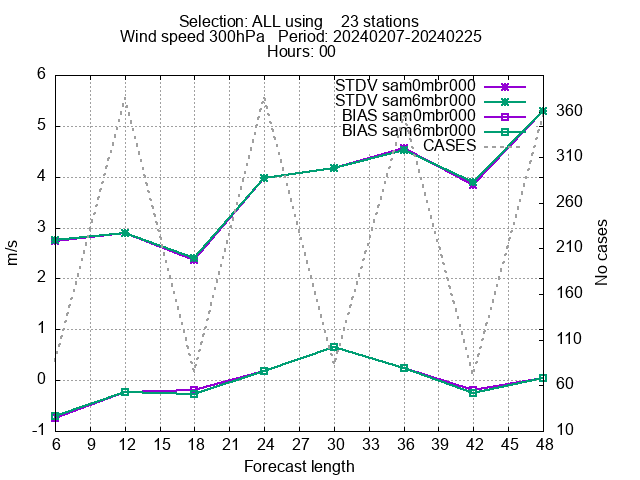 Selection: ALL using    23 stations
Wind speed 300hPa   Period: 20240207-20240225
Hours: 00
STDV sam0mbr000
STDV sam6mbr000
BIAS sam0mbr000
BIAS sam6mbr000
CASES
6
5
4
3
2
1
0
-1
m/s
360
310
260
210
160
110
60
10
No cases
6 9 12 15 18 21 24 27 30 33 36 39 42 45 48
Forecast length